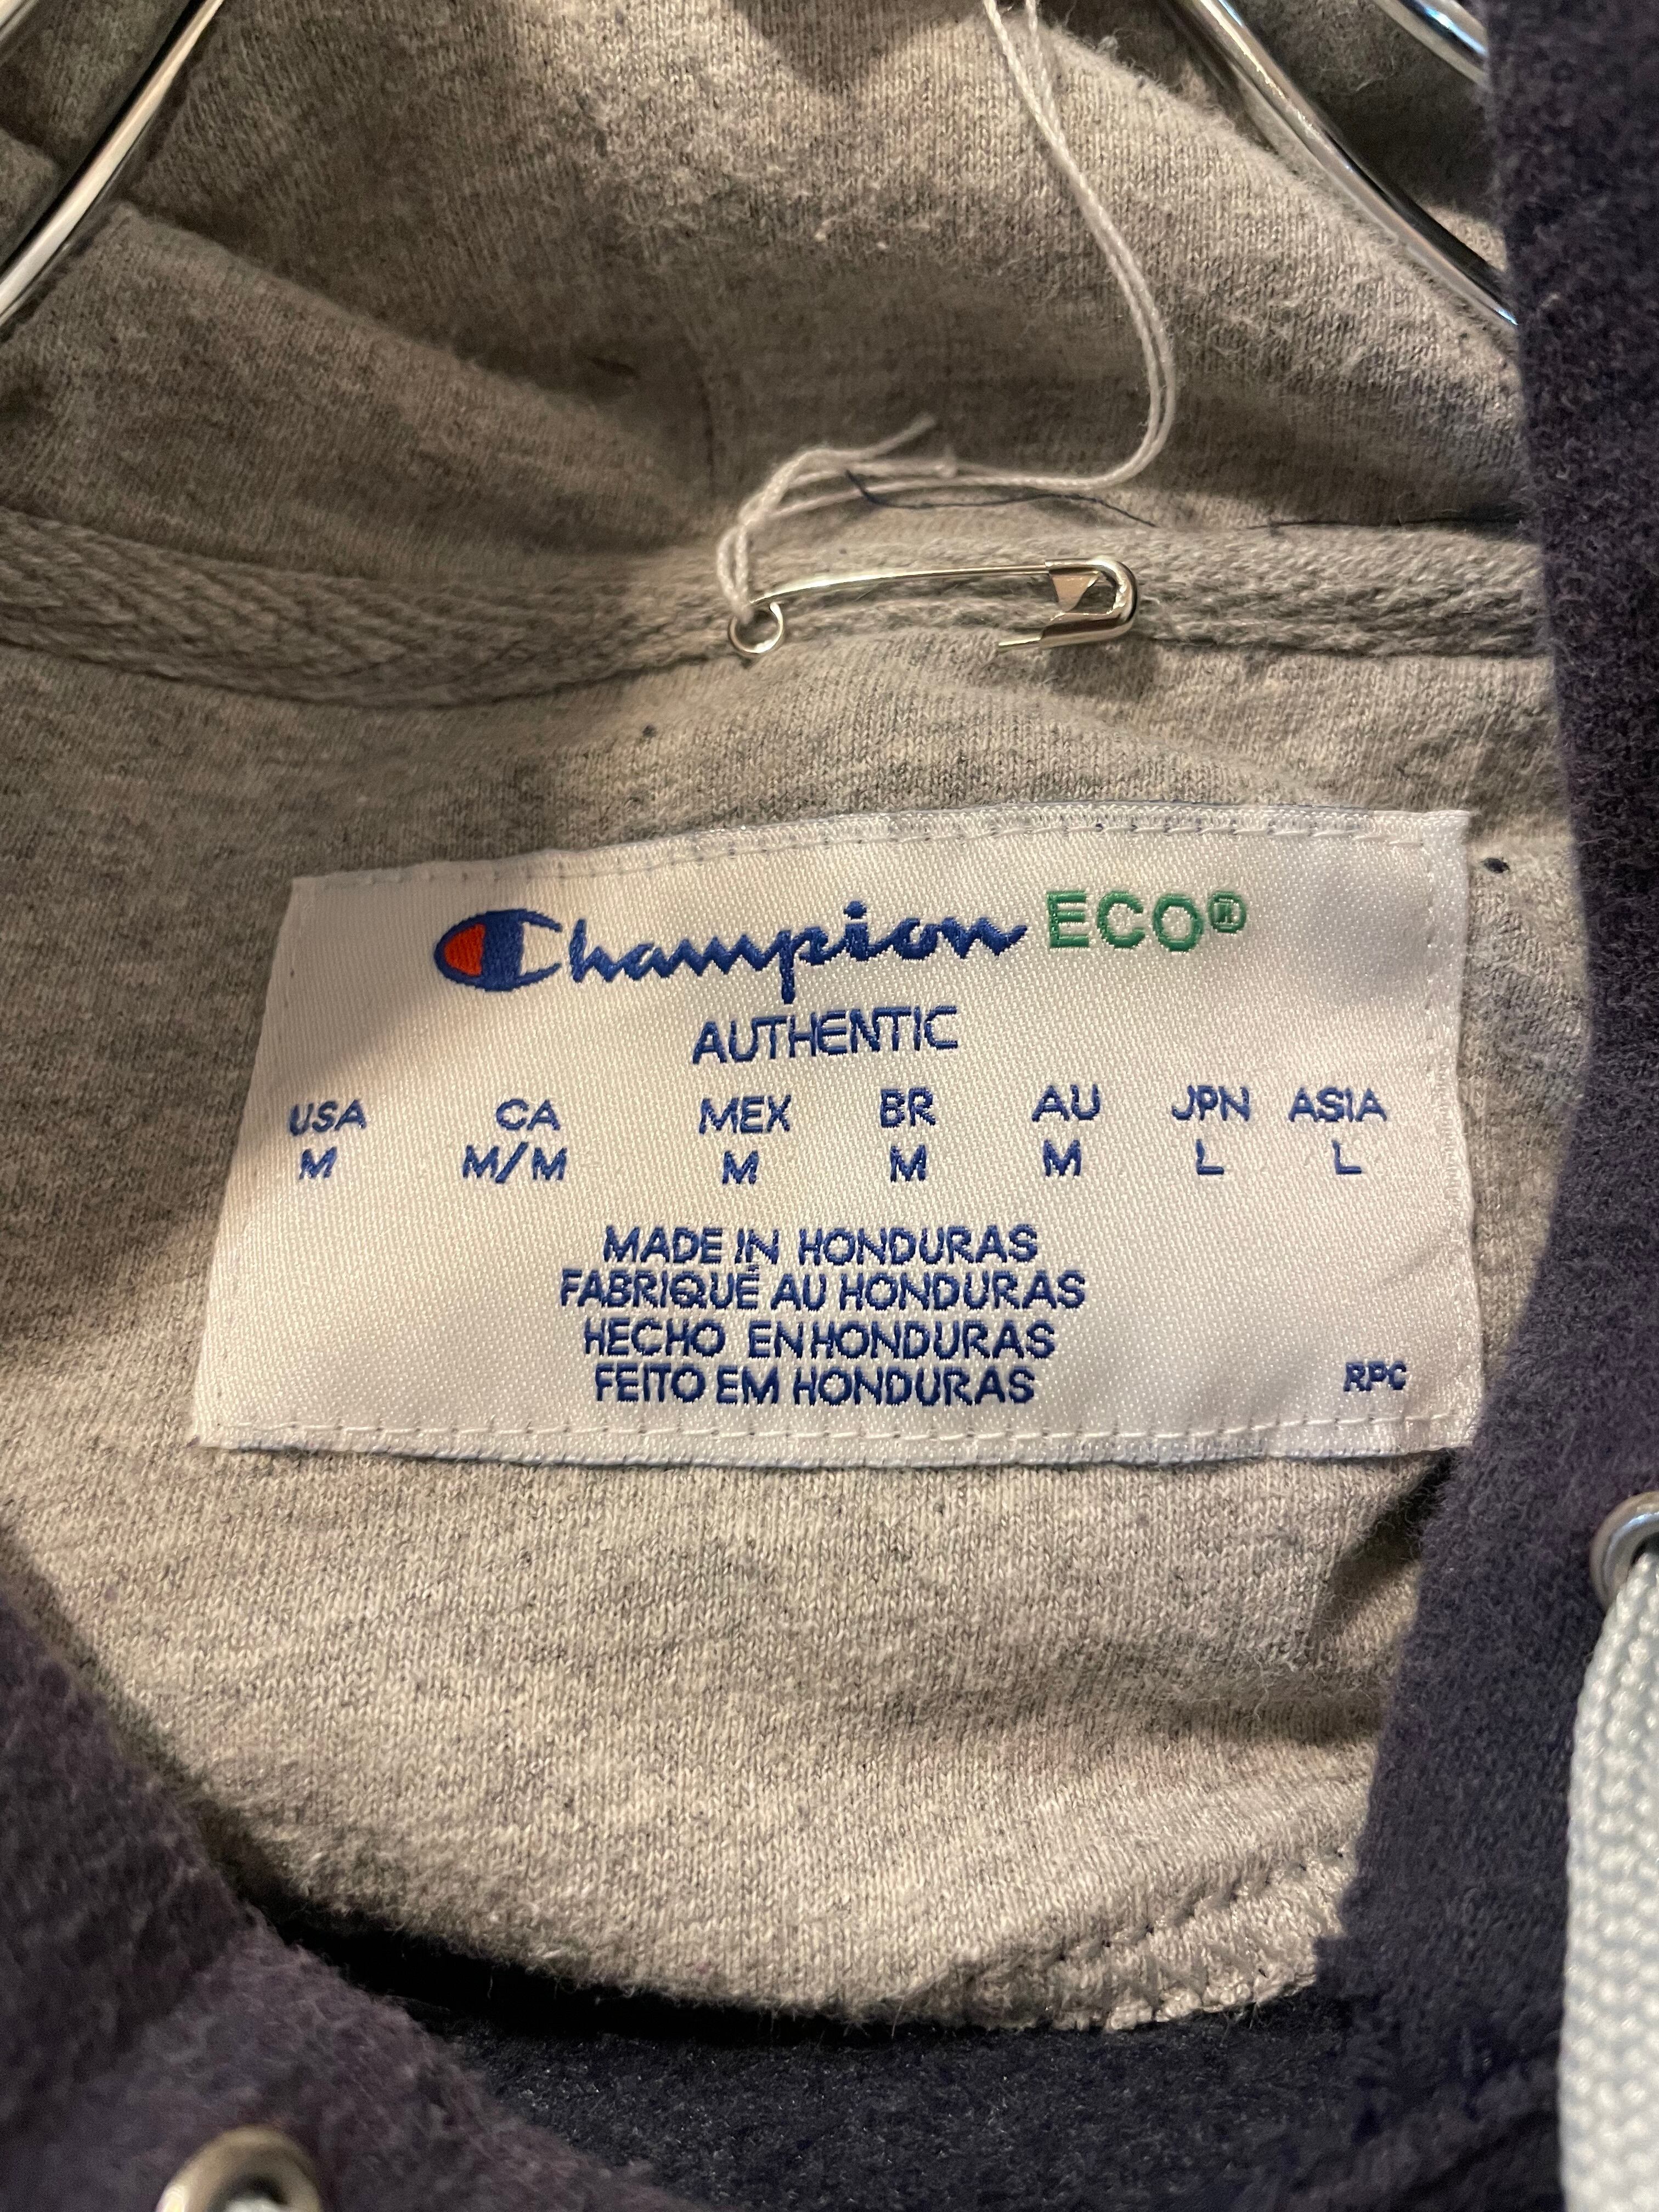 Champion ECO®
AUTHENTIC
USA CA MEX BR AU JPN ASIA
M M/M M M M L L
MADE IN HONDURAS
FABRIQUÉ AU HONDURAS
HECHO EN HONDURAS
FEITO EM HONDURAS
RPC